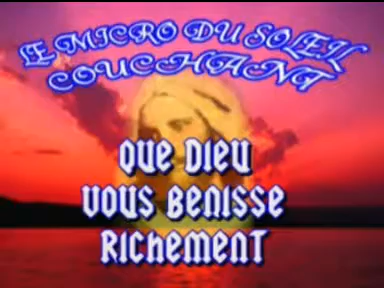 LE MICRO DU SOLEIL
COUCHANT
QUE DIEU
VOUS BENISSE
RICHEMENT